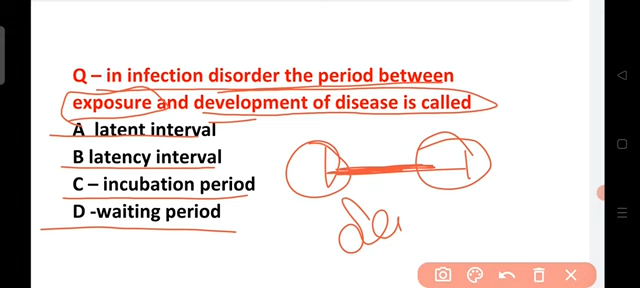 Q – in infection disorder the period between
exposure and development of disease is called
A latent interval
B latency interval
C – incubation period
D -waiting period
de